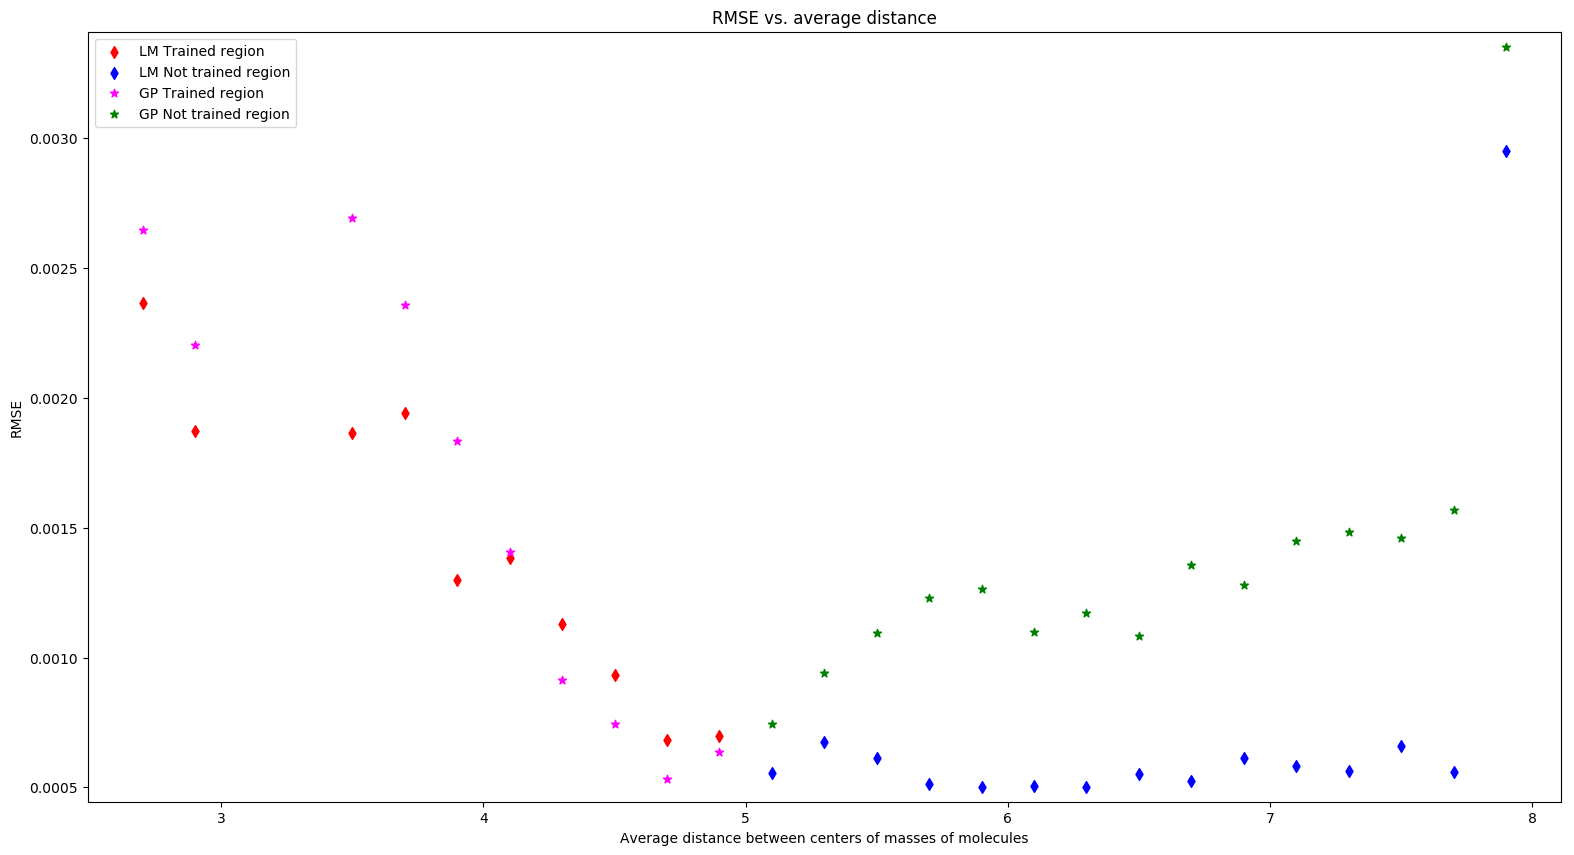 RMSE vs. average distance
LM Trained region
LM Not trained region
GP Trained region
GP Not trained region
0.0030
0.0025
0.0020
0.0015
0.0010
0.0005
RMSE
3 4 5 6 7 8
Average distance between centers of masses of molecules